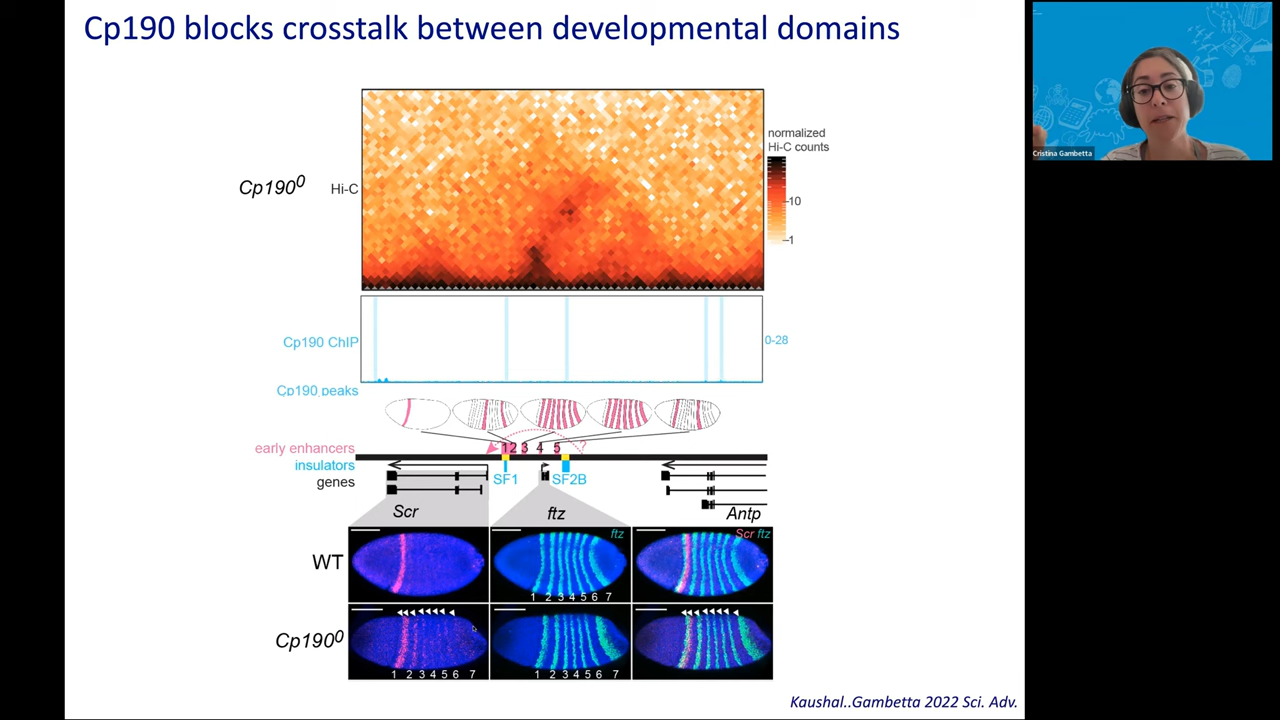 Cp190 blocks crosstalk between developmental domains
Cristina Gambetta
normalized
Hi-C counts
Cp190⁰
Hi-C
10
1
Cp190 ChIP
0-28
Cp190 peaks
early enhancers
1 2 3 4 5 ?
insulators
genes
SF1
SF2B
Scr
ftz
Antp
WT
ftz
Scr ftz
1 2 3 4 5 6 7
Cp190⁰
1 2 3 4 5 6 7
1 2 3 4 5 6 7
Kaushal..Gambetta 2022 Sci. Adv.